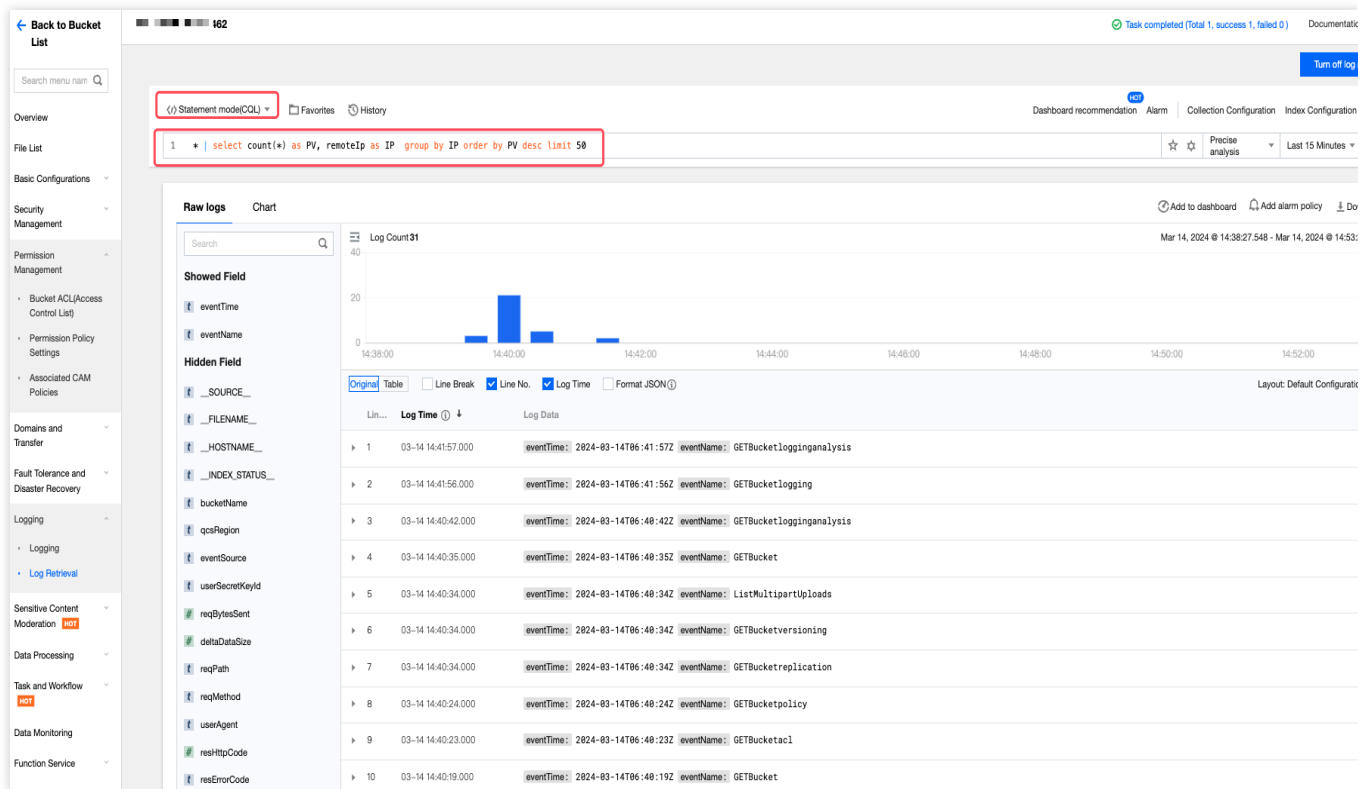 Back to Bucket
List
462
Task completed (Total 1, success 1, failed 0 )
Documentatio
Search menu nam
Turn off log
Statement mode(CQL)
Favorites
History
HOT
Dashboard recommendation
Alarm
Collection Configuration
Index Configuration
1 * | select count(*) as PV, remoteIp as IP group by IP order by PV desc limit 50
Precise
analysis
Last 15 Minutes
Overview
File List
Basic Configurations
Security
Management
Permission
Management
Bucket ACL(Access
Control List)
Permission Policy
Settings
Associated CAM
Policies
Domains and
Transfer
Fault Tolerance and
Disaster Recovery
Logging
Logging
Log Retrieval
Sensitive Content
Moderation HOT
Data Processing
Task and Workflow
HOT
Data Monitoring
Function Service
Raw logs
Chart
Add to dashboard
Add alarm policy
Do
Search
Showed Field
t eventTime
t eventName
Hidden Field
t __SOURCE__
t __FILENAME__
t __HOSTNAME__
t __INDEX_STATUS__
t bucketName
t qcsRegion
t eventSource
t userSecretKeyId
# reqBytesSent
# deltaDataSize
t reqPath
t reqMethod
t userAgent
# resHttpCode
t resErrorCode
Log Count31
Mar 14, 2024 @ 14:38:27.548 - Mar 14, 2024 @ 14:53:
40
20
0
14:38:00 14:40:00 14:42:00 14:44:00 14:46:00 14:48:00 14:50:00 14:52:00
Original Table Line Break Line No. Log Time Format JSON
Layout: Default Configuratio
Lin... Log Time Log Data
1 03-14 14:41:57.000 eventTime: 2024-03-14T06:41:57Z eventName: GETBucketlogginganalysis
2 03-14 14:41:56.000 eventTime: 2024-03-14T06:41:56Z eventName: GETBucketlogging
3 03-14 14:40:42.000 eventTime: 2024-03-14T06:40:42Z eventName: GETBucketlogginganalysis
4 03-14 14:40:35.000 eventTime: 2024-03-14T06:40:35Z eventName: GETBucket
5 03-14 14:40:34.000 eventTime: 2024-03-14T06:40:34Z eventName: ListMultipartUploads
6 03-14 14:40:34.000 eventTime: 2024-03-14T06:40:34Z eventName: GETBucketversioning
7 03-14 14:40:34.000 eventTime: 2024-03-14T06:40:34Z eventName: GETBucketreplication
8 03-14 14:40:24.000 eventTime: 2024-03-14T06:40:24Z eventName: GETBucketpolicy
9 03-14 14:40:23.000 eventTime: 2024-03-14T06:40:23Z eventName: GETBucketacl
10 03-14 14:40:19.000 eventTime: 2024-03-14T06:40:19Z eventName: GETBucket